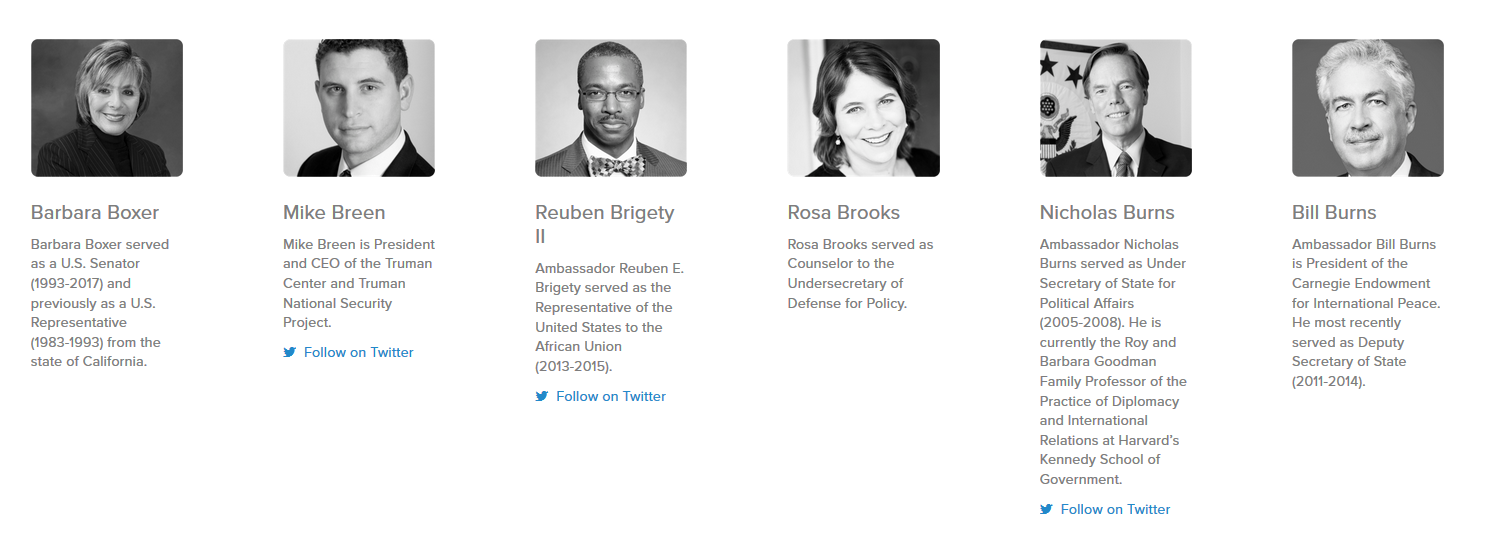 Barbara Boxer
Barbara Boxer served
as a U.S. Senator
(1993-2017) and
previously as a U.S.
Representative
(1983-1993) from the
state of California.
Mike Breen
Mike Breen is President
and CEO of the Truman
Center and Truman
National Security
Project.
Follow on Twitter
Reuben Brigety
II
Ambassador Reuben E.
Brigety served as the
Representative of the
United States to the
African Union
(2013-2015).
Follow on Twitter
Rosa Brooks
Rosa Brooks served as
Counselor to the
Undersecretary of
Defense for Policy.
Nicholas Burns
Ambassador Nicholas
Burns served as Under
Secretary of State for
Political Affairs
(2005-2008). He is
currently the Roy and
Barbara Goodman
Family Professor of the
Practice of Diplomacy
and International
Relations at Harvard’s
Kennedy School of
Government.
Follow on Twitter
Bill Burns
Ambassador Bill Burns
is President of the
Carnegie Endowment
for International Peace.
He most recently
served as Deputy
Secretary of State
(2011-2014).